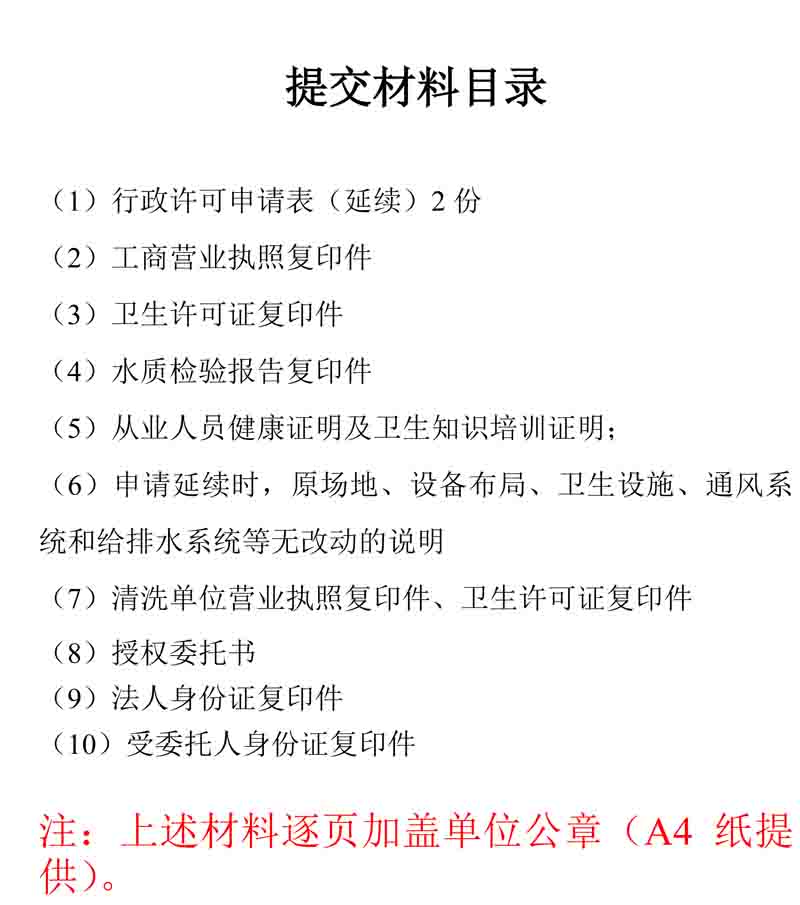 提交材料目录
（1）行政许可申请表（延续）2 份
（2）工商营业执照复印件
（3）卫生许可证复印件
（4）水质检验报告复印件
（5）从业人员健康证明及卫生知识培训证明；
（6）申请延续时，原场地、设备布局、卫生设施、通风系
统和给排水系统等无改动的说明
（7）清洗单位营业执照复印件、卫生许可证复印件
（8）授权委托书
（9）法人身份证复印件
（10）受委托人身份证复印件
注：上述材料逐页加盖单位公章（A4 纸提
供）。